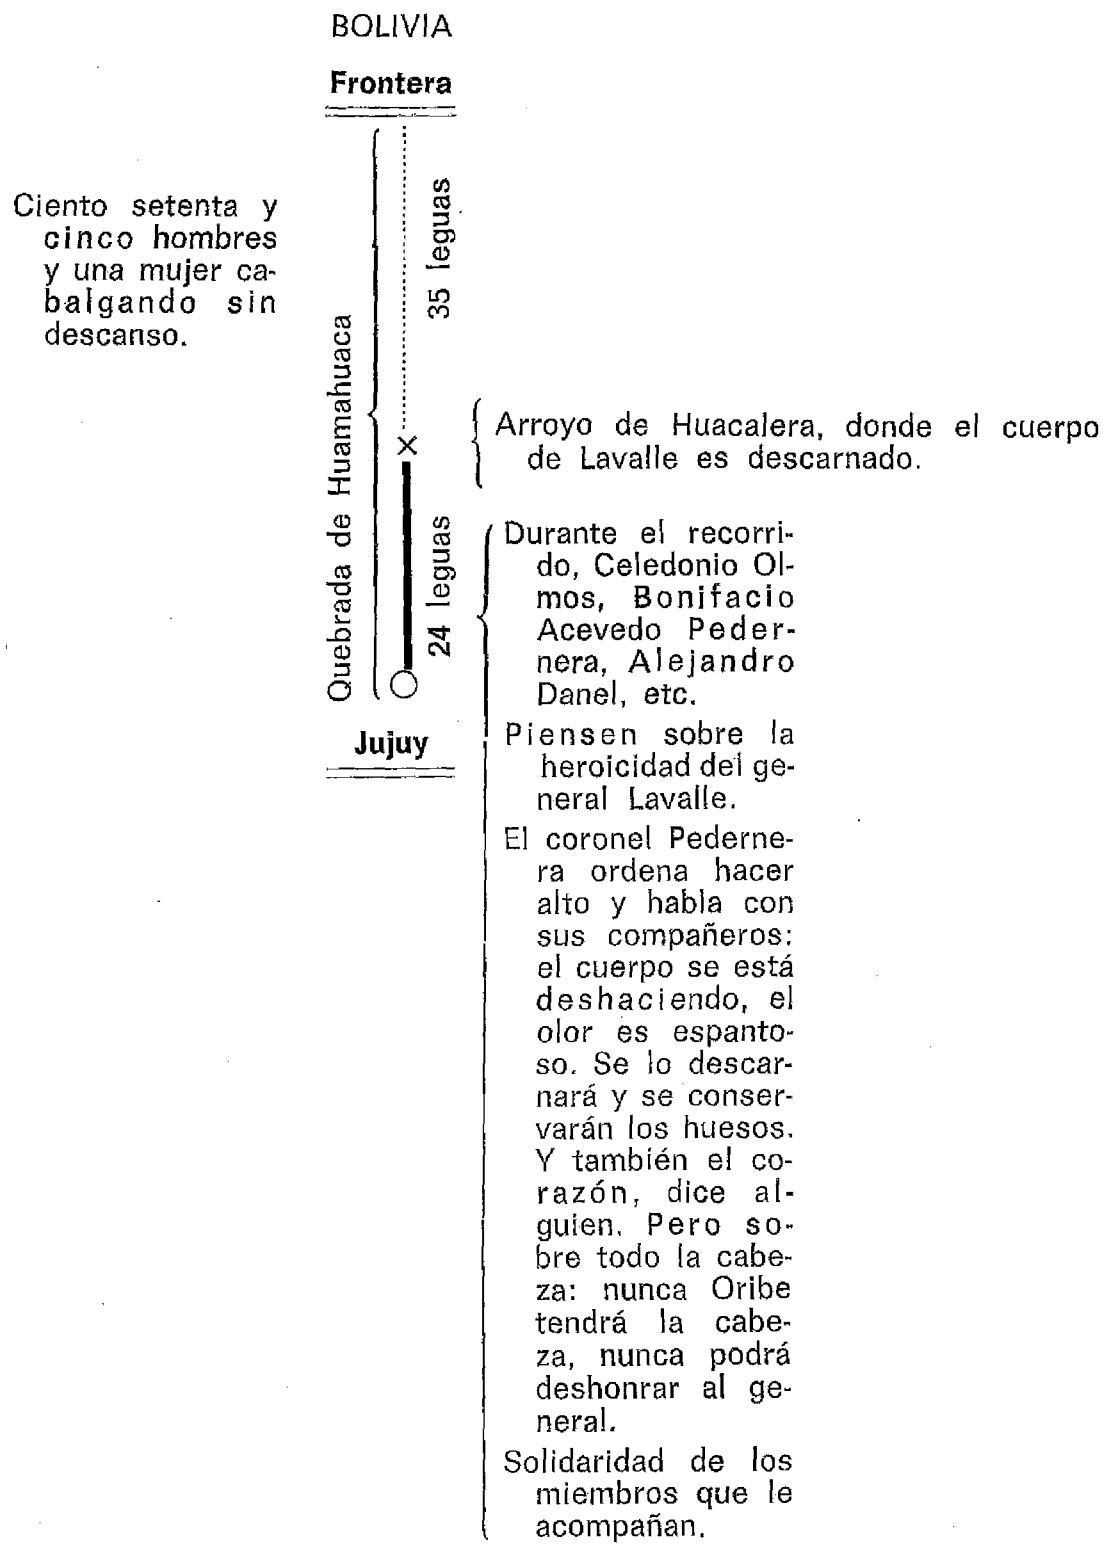 BOLIVIA
Frontera
Ciento setenta y
cinco hombres
y una mujer ca-
balgando sin
descanso.
Quebrada de Huamahuaca
35 leguas
Arroyo de Huacalera, donde el cuerpo
de Lavalle es descarnado.
24 leguas
Jujuy
Durante el recorri-
do, Celedonio Ol-
mos, Bonifacio
Acevedo Peder-
nera, Alejandro
Danel, etc.
Piensen sobre la
heroicidad del ge-
neral Lavalle.
El coronel Pederne-
ra ordena hacer
alto y habla con
sus compañeros:
el cuerpo se está
deshaciendo, el
olor es espanto-
so. Se lo descar-
nará y se conser-
varán los huesos.
Y también el co-
razón, dice al-
guien. Pero so-
bre todo la cabe-
za: nunca Oribe
tendrá la cabe-
za, nunca podrá
deshonrar al ge-
neral.
Solidaridad de los
miembros que le
acompañan.